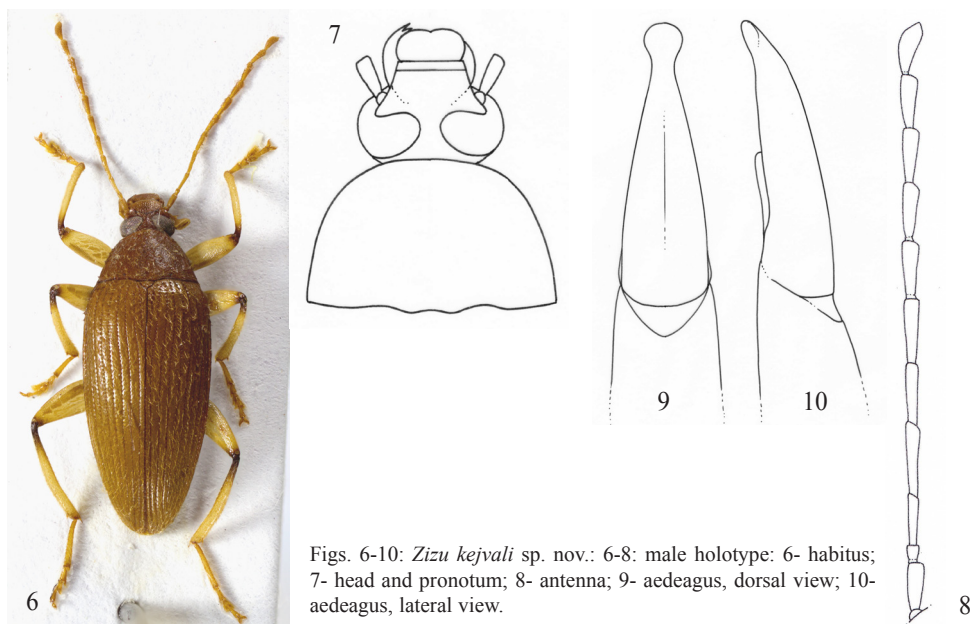 7
6
9
10
8
Figs. 6-10: Zizu kejvali sp. nov.: 6-8: male holotype: 6- habitus;
7- head and pronotum; 8- antenna; 9- aedeagus, dorsal view; 10-
aedeagus, lateral view.